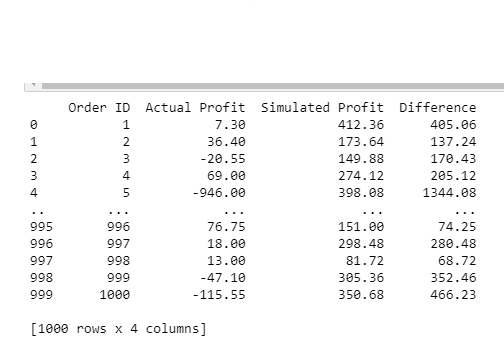 Order ID Actual Profit Simulated Profit Difference
0 1 7.30 412.36 405.06
1 2 36.40 173.64 137.24
2 3 -20.55 149.88 170.43
3 4 69.00 274.12 205.12
4 5 -946.00 398.08 1344.08
.. ... ... ... ...
995 996 76.75 151.00 74.25
996 997 18.00 298.48 280.48
997 998 13.00 81.72 68.72
998 999 -47.10 305.36 352.46
999 1000 -115.55 350.68 466.23
[1000 rows x 4 columns]